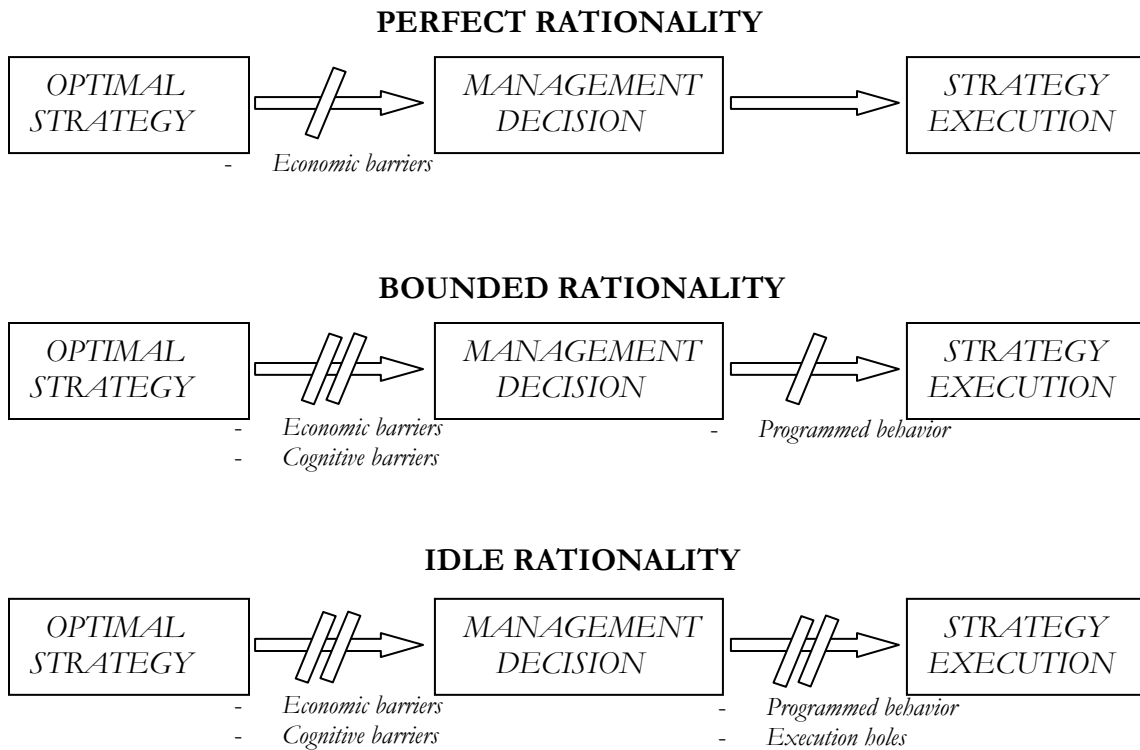 PERFECT RATIONALITY
OPTIMAL MANAGEMENT STRATEGY
STRATEGY DECISION EXECUTION
- Economic barriers
BOUNDED RATIONALITY
OPTIMAL MANAGEMENT STRATEGY
STRATEGY DECISION EXECUTION
- Economic barriers - Programmed behavior
- Cognitive barriers
IDLE RATIONALITY
OPTIMAL MANAGEMENT STRATEGY
STRATEGY DECISION EXECUTION
- Economic barriers - Programmed behavior
- Cognitive barriers - Execution holes